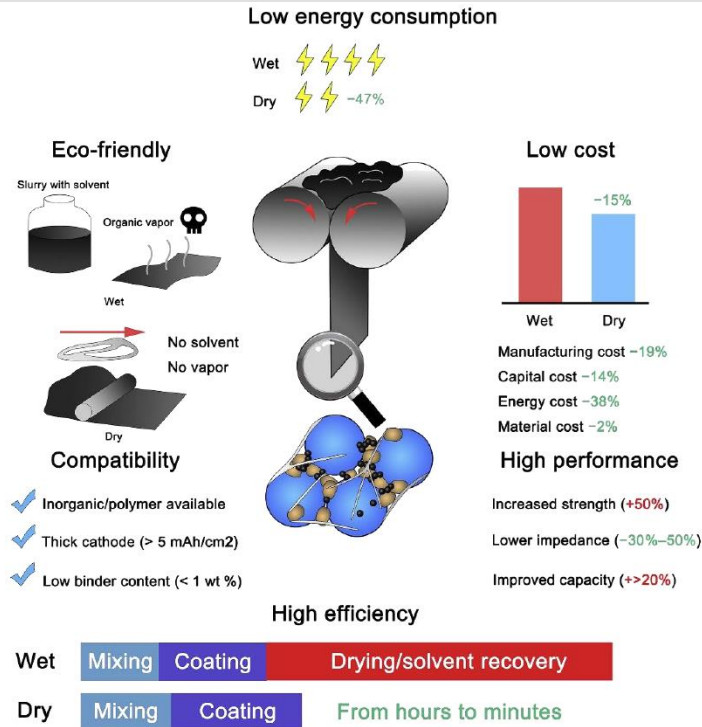 Low energy consumption
Wet
Dry −47%
Eco-friendly
Slurry with solvent
Organic vapor
Wet
No solvent
No vapor
Dry
Low cost
−15%
Wet Dry
Manufacturing cost −19%
Capital cost −14%
Energy cost −38%
Material cost −2%
Compatibility
Inorganic/polymer available
Thick cathode (> 5 mAh/cm2)
Low binder content (< 1 wt %)
High performance
Increased strength (+50%)
Lower impedance (−30%–50%)
Improved capacity (+>20%)
High efficiency
Wet Mixing Coating Drying/solvent recovery
Dry Mixing Coating From hours to minutes